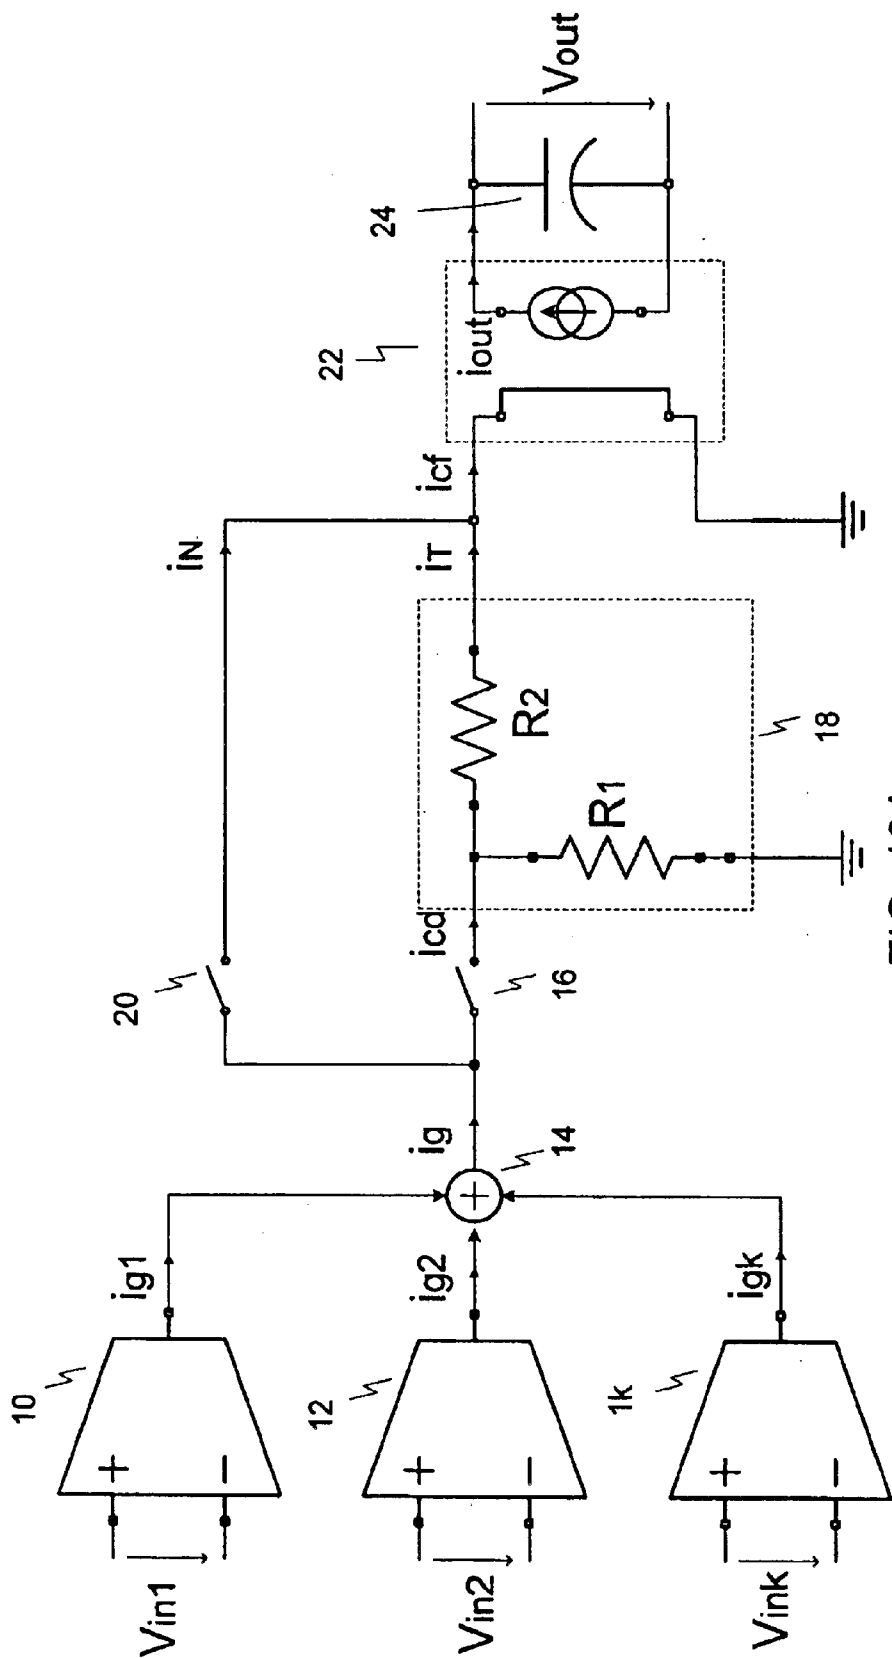 Vin1
+
−
10
ig1
Vin2
+
−
12
ig2
Vink
+
−
1k
igk
+
14
ig
20
16
iN
icd
R1
R2
18
iT
icf
22
iout
24
Vout